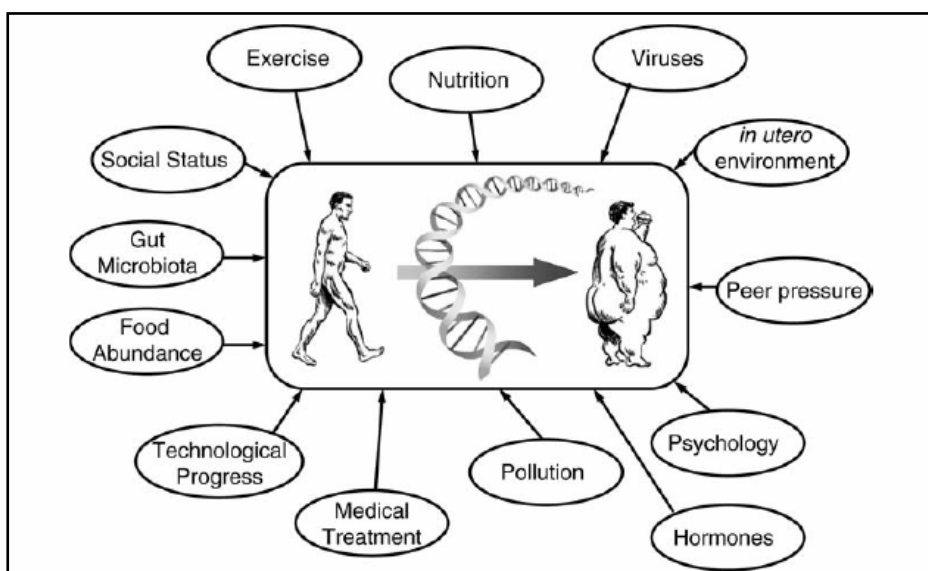 Exercise
Nutrition
Viruses
Social Status
in utero
environment
Gut
Microbiota
Peer pressure
Food
Abundance
Technological
Progress
Medical
Treatment
Pollution
Psychology
Hormones